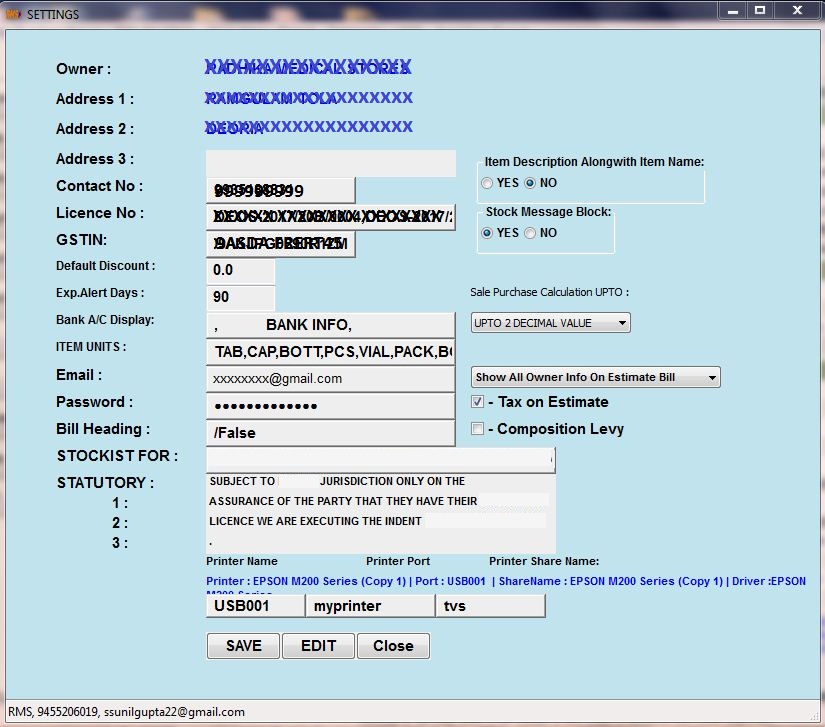 SETTINGS
Owner :
Address 1 :
Address 2 :
Address 3 :
Item Description Alongwith Item Name:
YES NO
Contact No :
Licence No :
Stock Message Block:
YES NO
GSTIN:
Default Discount : 0.0
Exp.Alert Days : 90
Sale Purchase Calculation UPTO :
Bank A/C Display: , BANK INFO,
UPTO 2 DECIMAL VALUE
ITEM UNITS : TAB,CAP,BOTT,PCS,VIAL,PACK,
Email : xxxxxxxx@gmail.com
Show All Owner Info On Estimate Bill
Password : •••••••••••••
- Tax on Estimate
Bill Heading : /False
- Composition Levy
STOCKIST FOR :
STATUTORY : SUBJECT TO JURISDICTION ONLY ON THE
1 : ASSURANCE OF THE PARTY THAT THEY HAVE THEIR
2 : LICENCE WE ARE EXECUTING THE INDENT
3 : .
Printer Name Printer Port Printer Share Name:
Printer : EPSON M200 Series (Copy 1) | Port : USB001 | ShareName : EPSON M200 Series (Copy 1) | Driver :EPSON
M200 Series
USB001 myprinter tvs
SAVE EDIT Close
RMS, 9455206019, ssunilgupta22@gmail.com